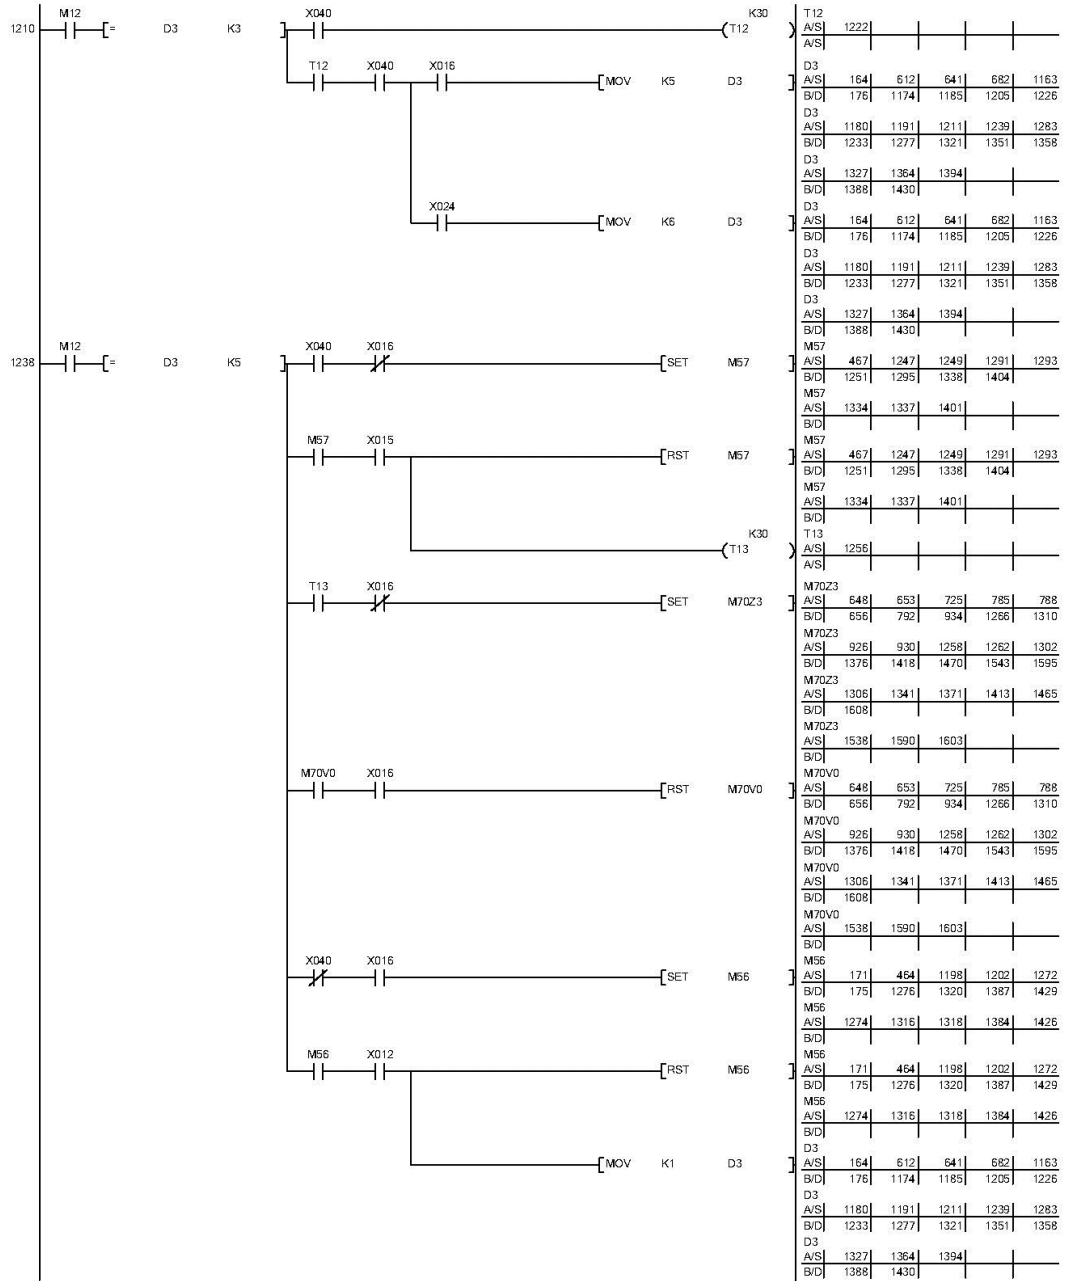 M12 X040 K30 T12
1210 = D3 K3 T12 A/S 1222
A/S
D3
T12 X040 X016 MOV K5 D3 A/S 164 612 641 682 1163
B/D 176 1174 1185 1205 1226
D3
A/S 1180 1191 1211 1239 1283
B/D 1233 1277 1321 1351 1358
D3
A/S 1327 1364 1394
B/D 1388 1430
D3
X024 MOV K6 D3 A/S 164 612 641 682 1163
B/D 176 1174 1185 1205 1226
D3
A/S 1180 1191 1211 1239 1283
B/D 1233 1277 1321 1351 1358
D3
A/S 1327 1364 1394
B/D 1388 1430
M12 X040 X016 M57
1238 = D3 K5 SET M57 A/S 467 1247 1249 1291 1293
B/D 1251 1295 1338 1404
M57
A/S 1334 1337 1401
B/D
M57
M57 X015 RST M57 A/S 467 1247 1249 1291 1293
B/D 1251 1295 1338 1404
M57
A/S 1334 1337 1401
B/D
K30 T13
T13 A/S 1256
A/S
M70Z3
T13 X016 SET M70Z3 A/S 648 653 725 785 788
B/D 656 792 934 1266 1310
M70Z3
A/S 926 930 1258 1262 1302
B/D 1376 1418 1470 1543 1595
M70Z3
A/S 1306 1341 1371 1413 1465
B/D 1608
M70Z3
A/S 1538 1590 1603
B/D
M70V0
M70V0 X016 RST M70V0 A/S 648 653 725 785 788
B/D 656 792 934 1266 1310
M70V0
A/S 926 930 1258 1262 1302
B/D 1376 1418 1470 1543 1595
M70V0
A/S 1306 1341 1371 1413 1465
B/D 1608
M70V0
A/S 1538 1590 1603
B/D
M56
X040 X016 SET M56 A/S 171 464 1198 1202 1272
B/D 175 1276 1320 1387 1429
M56
A/S 1274 1316 1318 1384 1426
B/D
M56
M56 X012 RST M56 A/S 171 464 1198 1202 1272
B/D 175 1276 1320 1387 1429
M56
A/S 1274 1316 1318 1384 1426
B/D
D3
MOV K1 D3 A/S 164 612 641 682 1163
B/D 176 1174 1185 1205 1226
D3
A/S 1180 1191 1211 1239 1283
B/D 1233 1277 1321 1351 1358
D3
A/S 1327 1364 1394
B/D 1388 1430